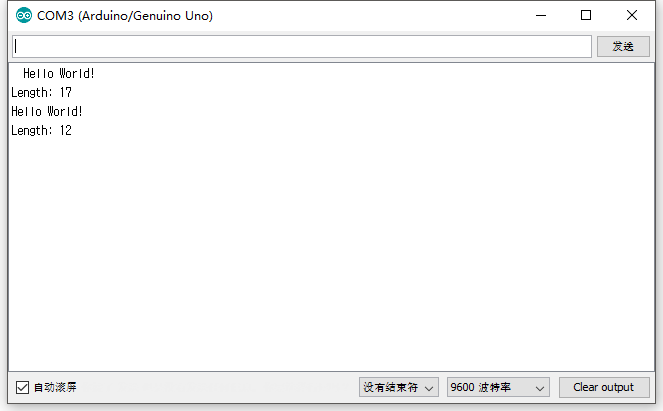 COM3 (Arduino/Genuino Uno)
发送
  Hello World!
Length: 17
Hello World!
Length: 12
自动滚屏 没有结束符 9600 波特率 Clear output